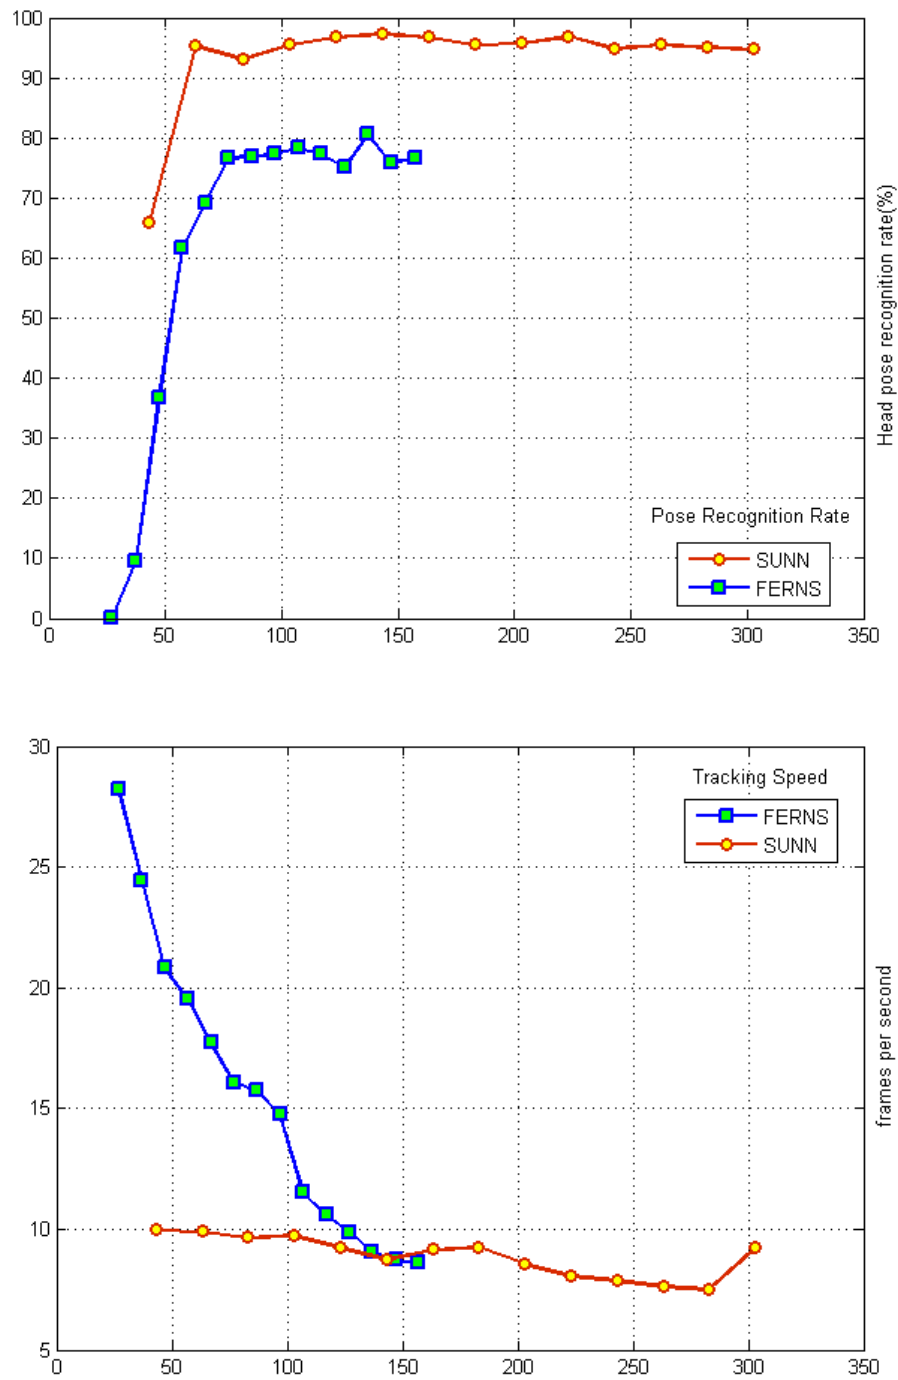 100
90
80
70
60
50
40
30
20
10
0
0 50 100 150 200 250 300 350
Head pose recognition rate(%)
Pose Recognition Rate
SUNN
FERNS
30
25
20
15
10
5
0 50 100 150 200 250 300 350
frames per second
Tracking Speed
FERNS
SUNN